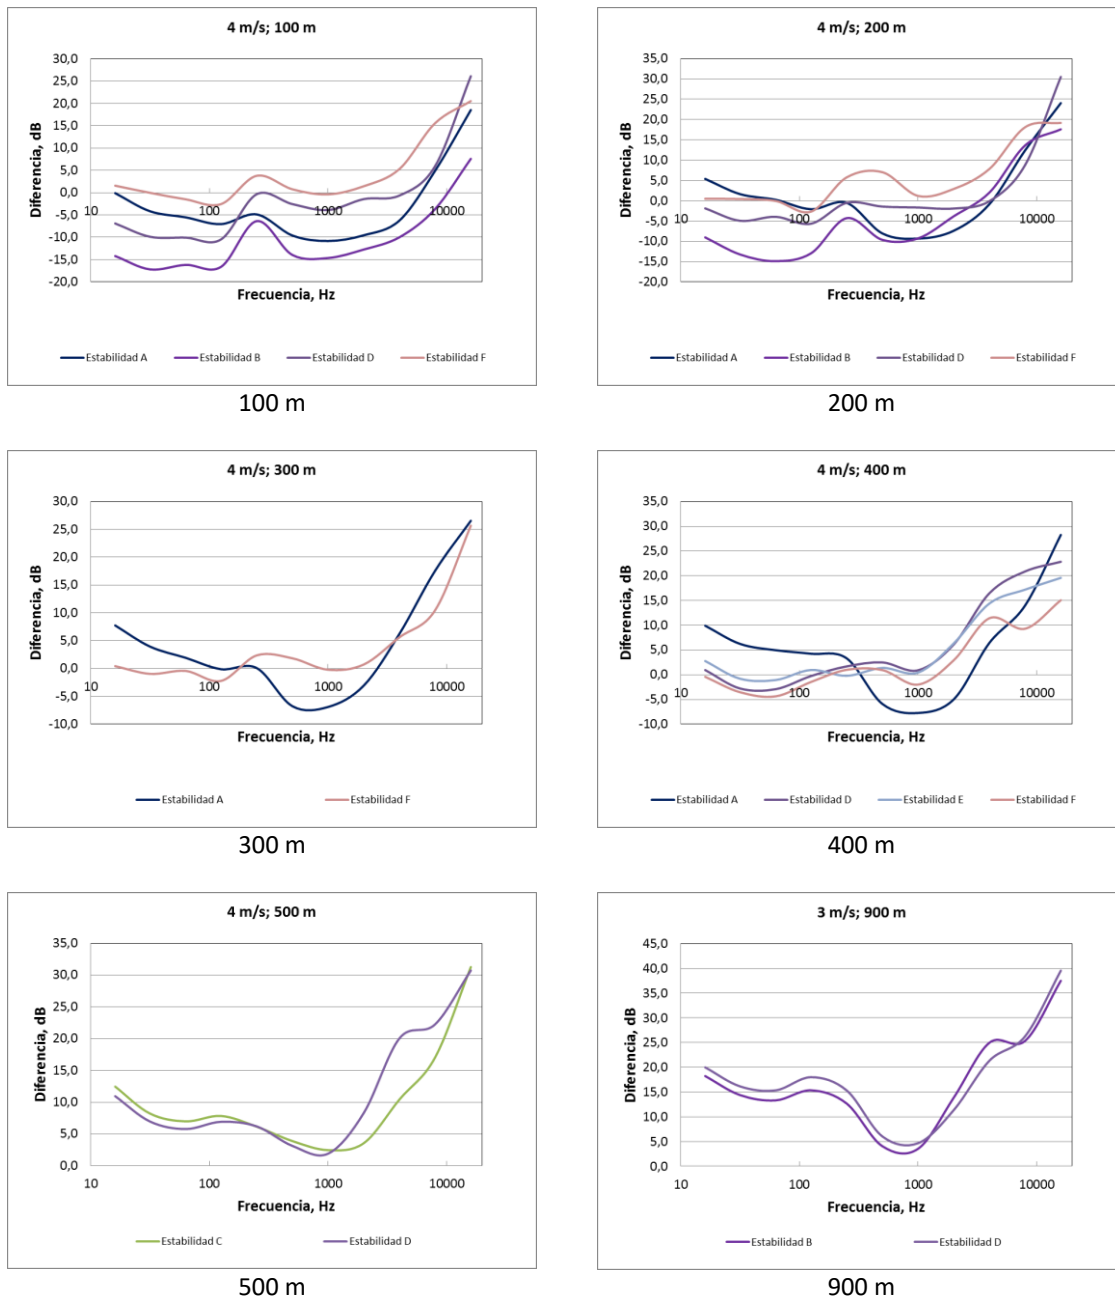 4 m/s; 100 m
30,0
25,0
20,0
15,0
10,0
5,0
0,0
-5,0
-10,0
-15,0
-20,0
10
100
1000
10000
Diferencia, dB
Frecuencia, Hz
Estabilidad A
Estabilidad B
Estabilidad D
Estabilidad F
100 m
4 m/s; 200 m
35,0
30,0
25,0
20,0
15,0
10,0
5,0
0,0
-5,0
-10,0
-15,0
-20,0
10
100
1000
10000
Diferencia, dB
Frecuencia, Hz
Estabilidad A
Estabilidad B
Estabilidad D
Estabilidad F
200 m
4 m/s; 300 m
30,0
25,0
20,0
15,0
10,0
5,0
0,0
-5,0
-10,0
10
100
1000
10000
Diferencia, dB
Frecuencia, Hz
Estabilidad A
Estabilidad F
300 m
4 m/s; 400 m
35,0
30,0
25,0
20,0
15,0
10,0
5,0
0,0
-5,0
-10,0
10
100
1000
10000
Diferencia, dB
Frecuencia, Hz
Estabilidad A
Estabilidad D
Estabilidad E
Estabilidad F
400 m
4 m/s; 500 m
35,0
30,0
25,0
20,0
15,0
10,0
5,0
0,0
10
100
1000
10000
Diferencia, dB
Frecuencia, Hz
Estabilidad C
Estabilidad D
500 m
3 m/s; 900 m
45,0
40,0
35,0
30,0
25,0
20,0
15,0
10,0
5,0
0,0
10
100
1000
10000
Diferencia, dB
Frecuencia, Hz
Estabilidad B
Estabilidad D
900 m